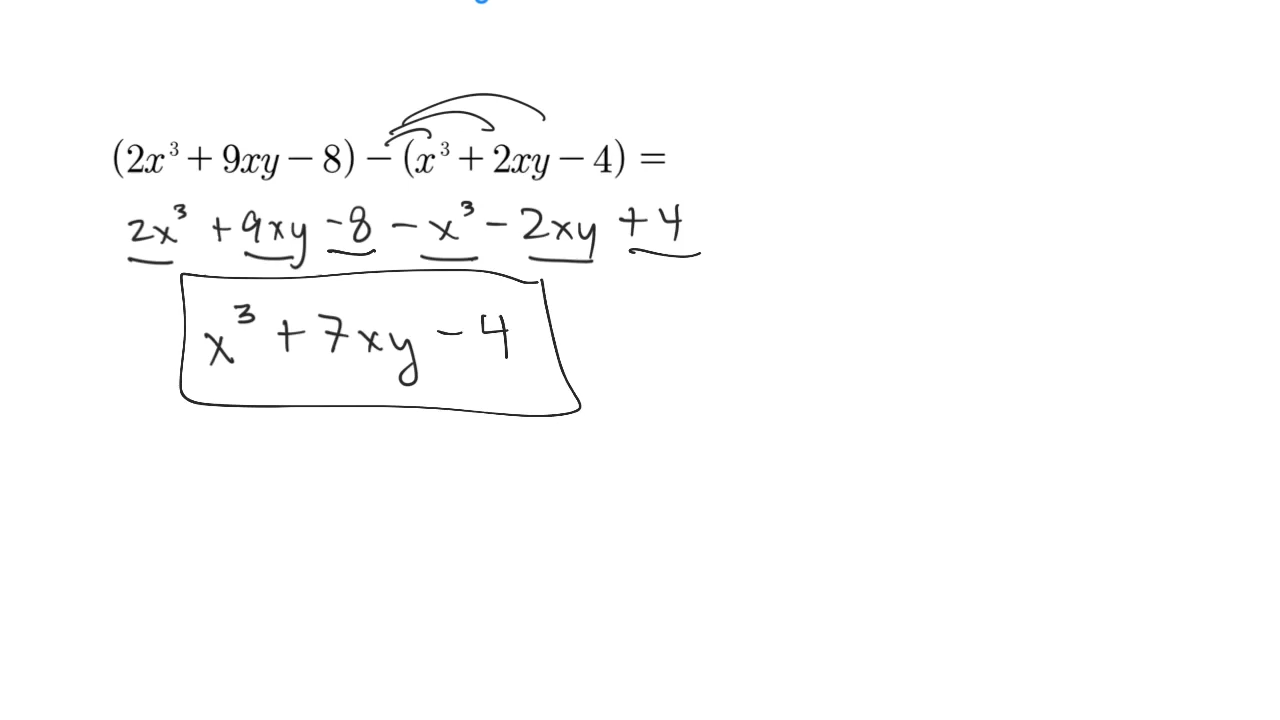 (2x³ + 9xy − 8) − (x³ + 2xy − 4) =
2x³ + 9xy - 8 - x³ - 2xy + 4
x³ + 7xy - 4